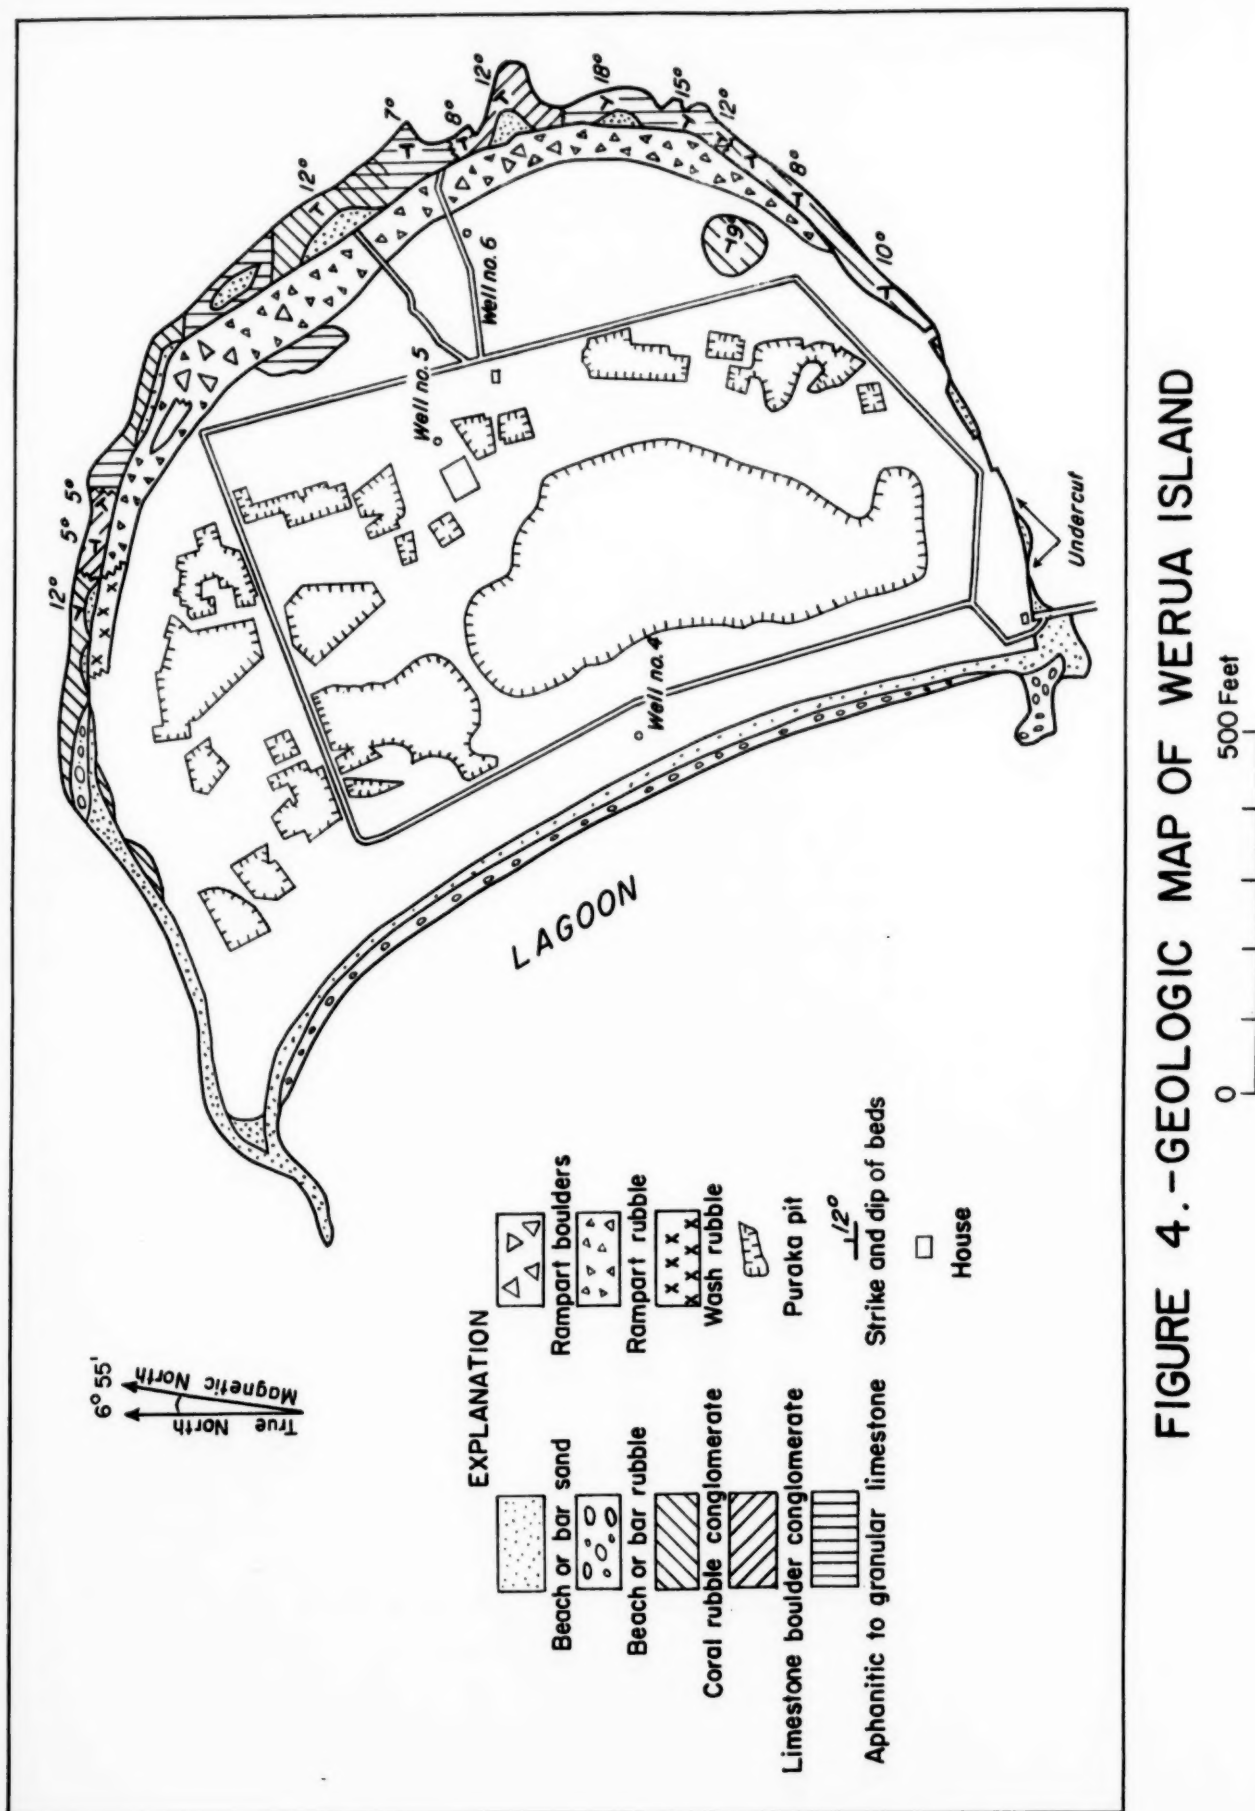 12°
5°
5°
12°
7°
8°
12°
18°
15°
12°
8°
10°
9°
Well no. 6
Well no. 5
Well no. 4
Undercut
LAGOON
6° 55'
True North
Magnetic North
EXPLANATION
Beach or bar sand
Beach or bar rubble
Coral rubble conglomerate
Limestone boulder conglomerate
Aphanitic to granular limestone
Rampart boulders
Rampart rubble
Wash rubble
Puraka pit
12°
Strike and dip of beds
House
FIGURE 4.-GEOLOGIC MAP OF WERUA ISLAND
0 500 Feet